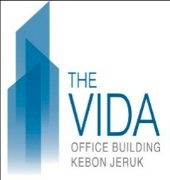 THE
VIDA
OFFICE BUILDING
KEBON JERUK